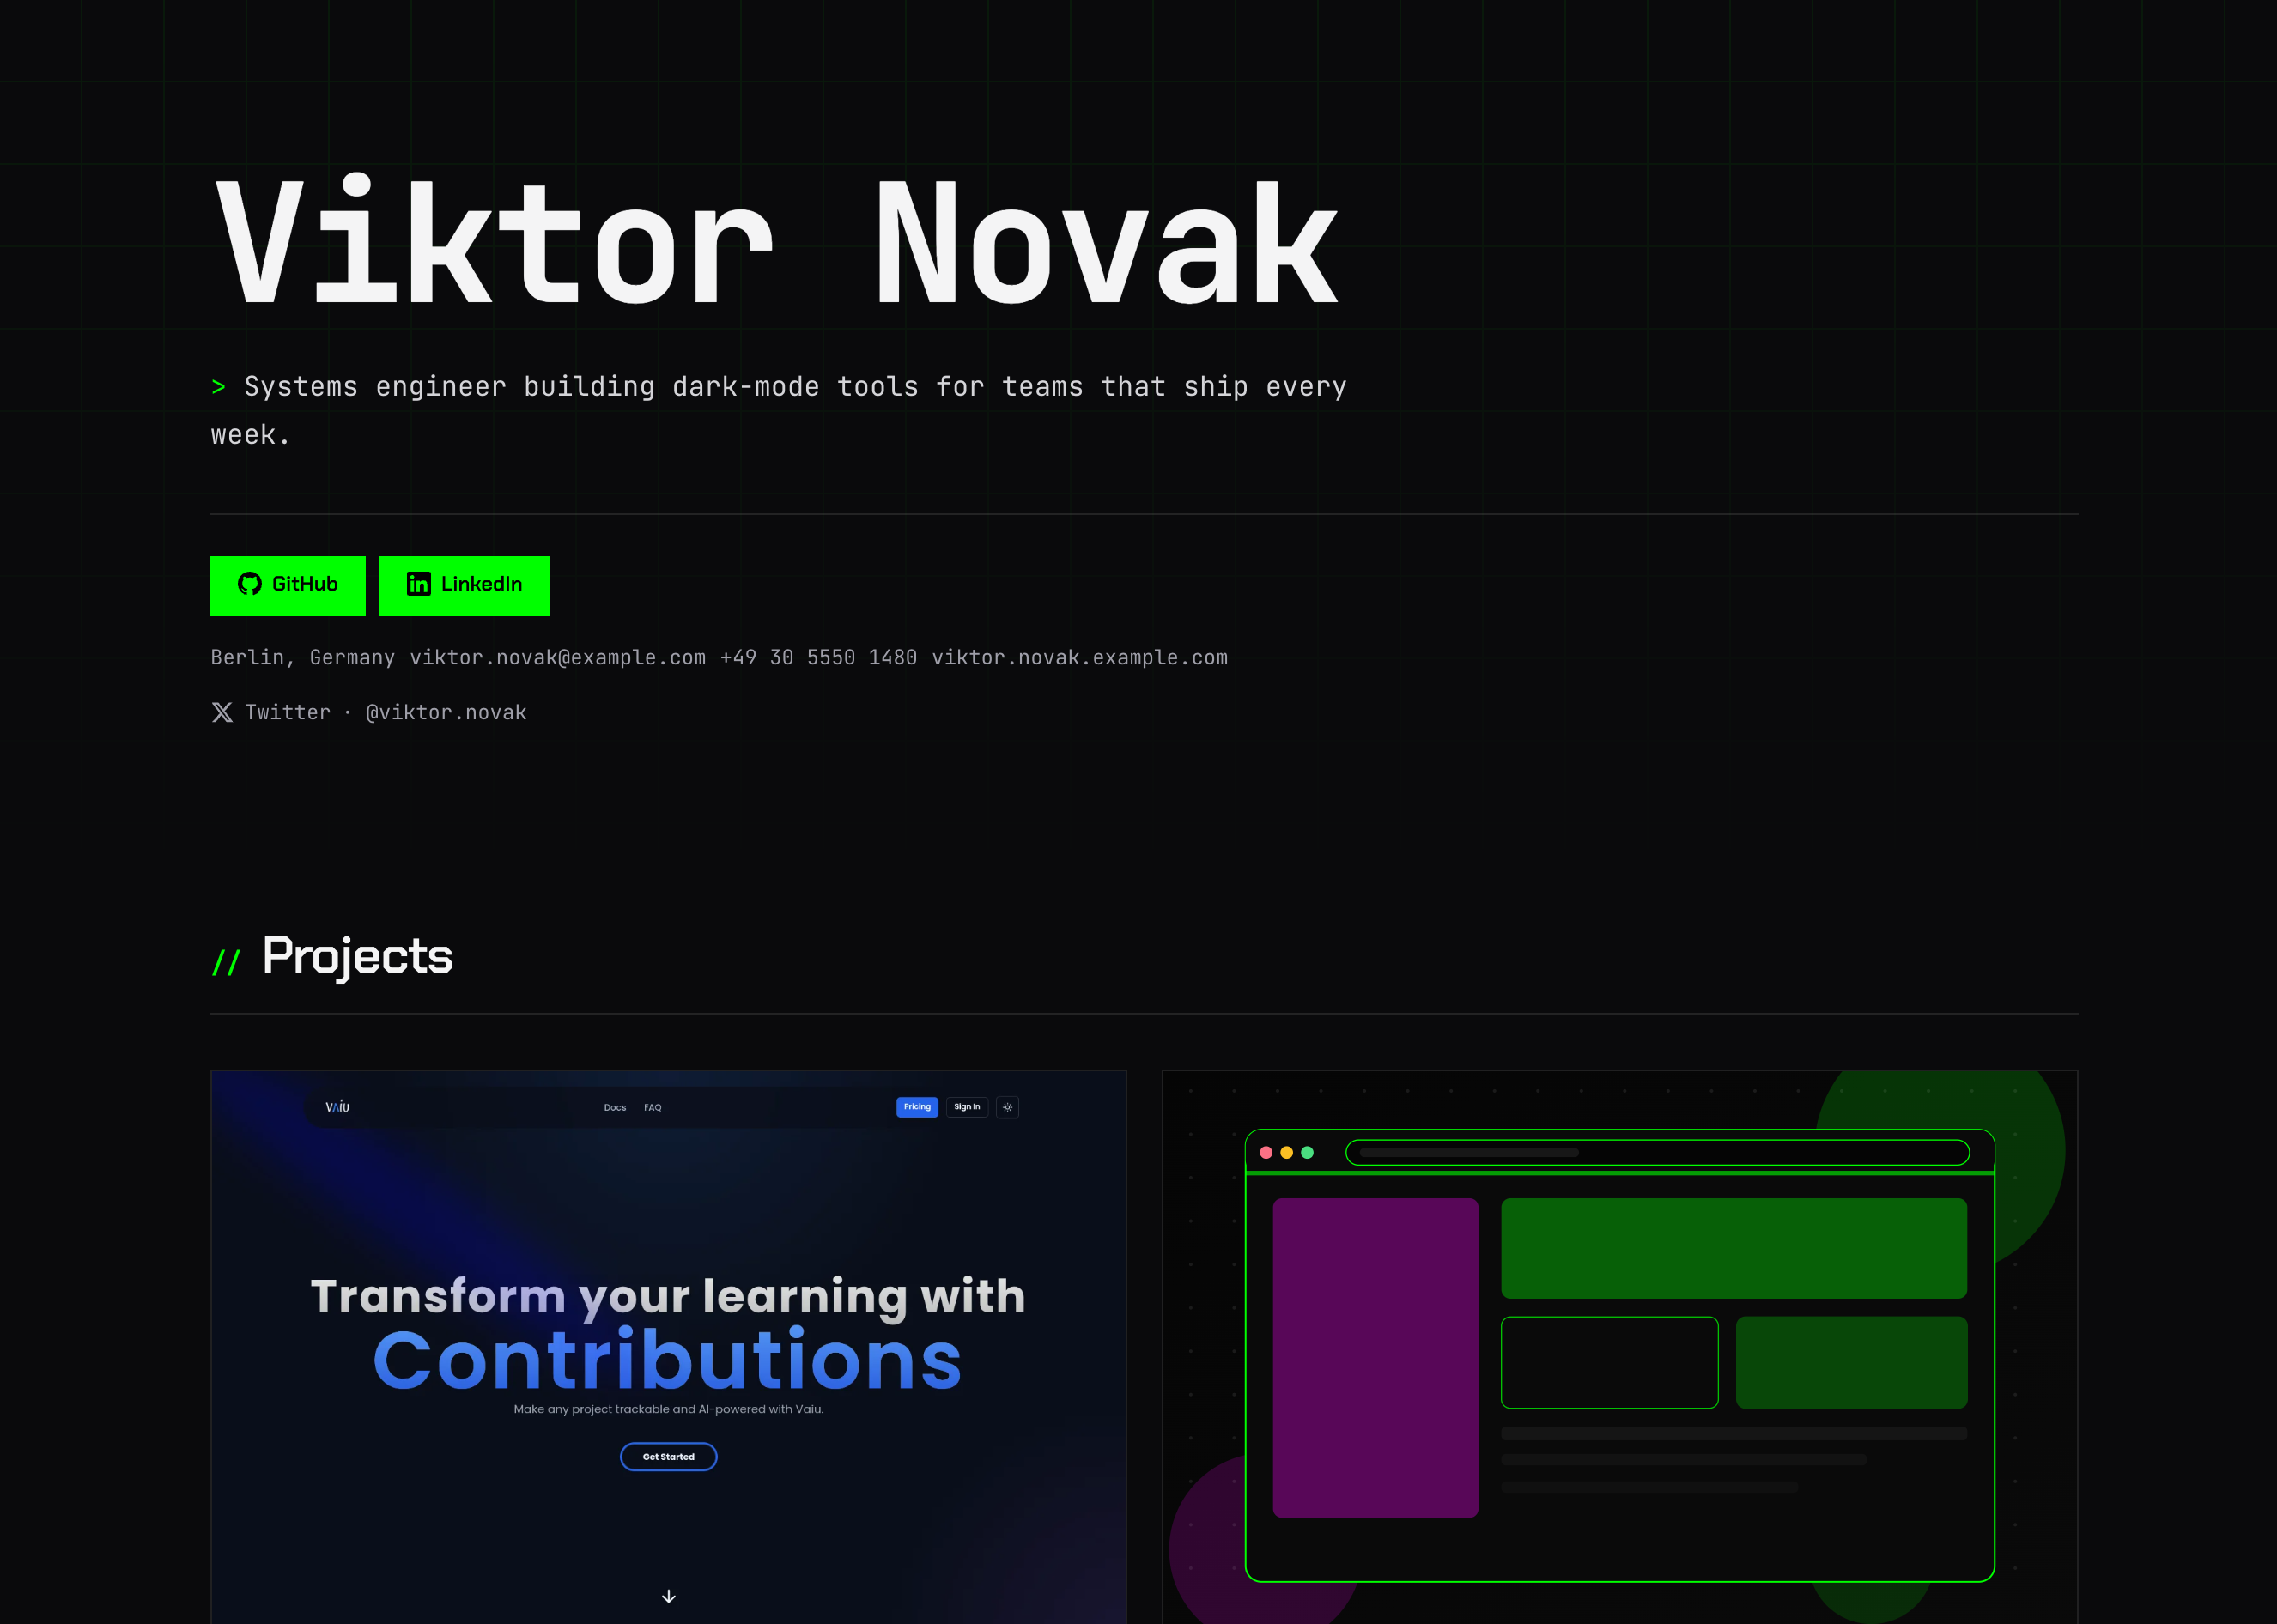 Viktor Novak
> Systems engineer building dark-mode tools for teams that ship every
week.
GitHub LinkedIn
Berlin, Germany viktor.novak@example.com +49 30 5550 1480 viktor.novak.example.com
Twitter · @viktor.novak
// Projects
VAIU Docs FAQ Pricing Sign In
Transform your learning with
Contributions
Make any project trackable and AI-powered with Vaiu.
Get Started